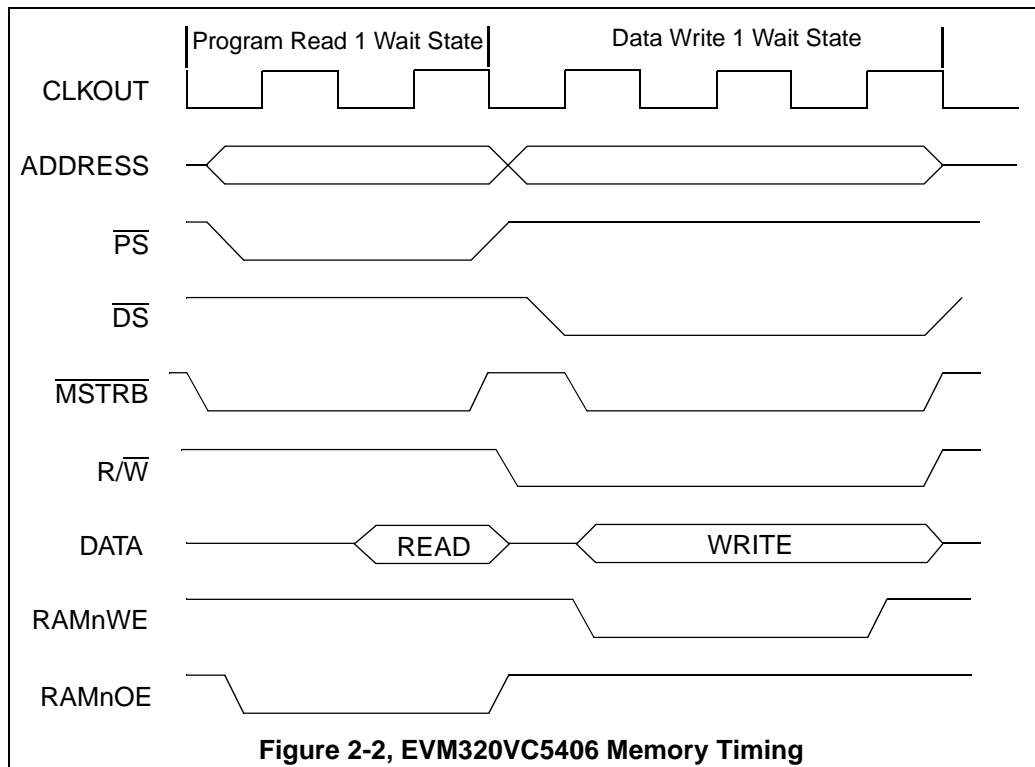 Program Read 1 Wait State
Data Write 1 Wait State
CLKOUT
ADDRESS
PS
DS
MSTRB
R/W
DATA
READ
WRITE
RAMnWE
RAMnOE
Figure 2-2, EVM320VC5406 Memory Timing